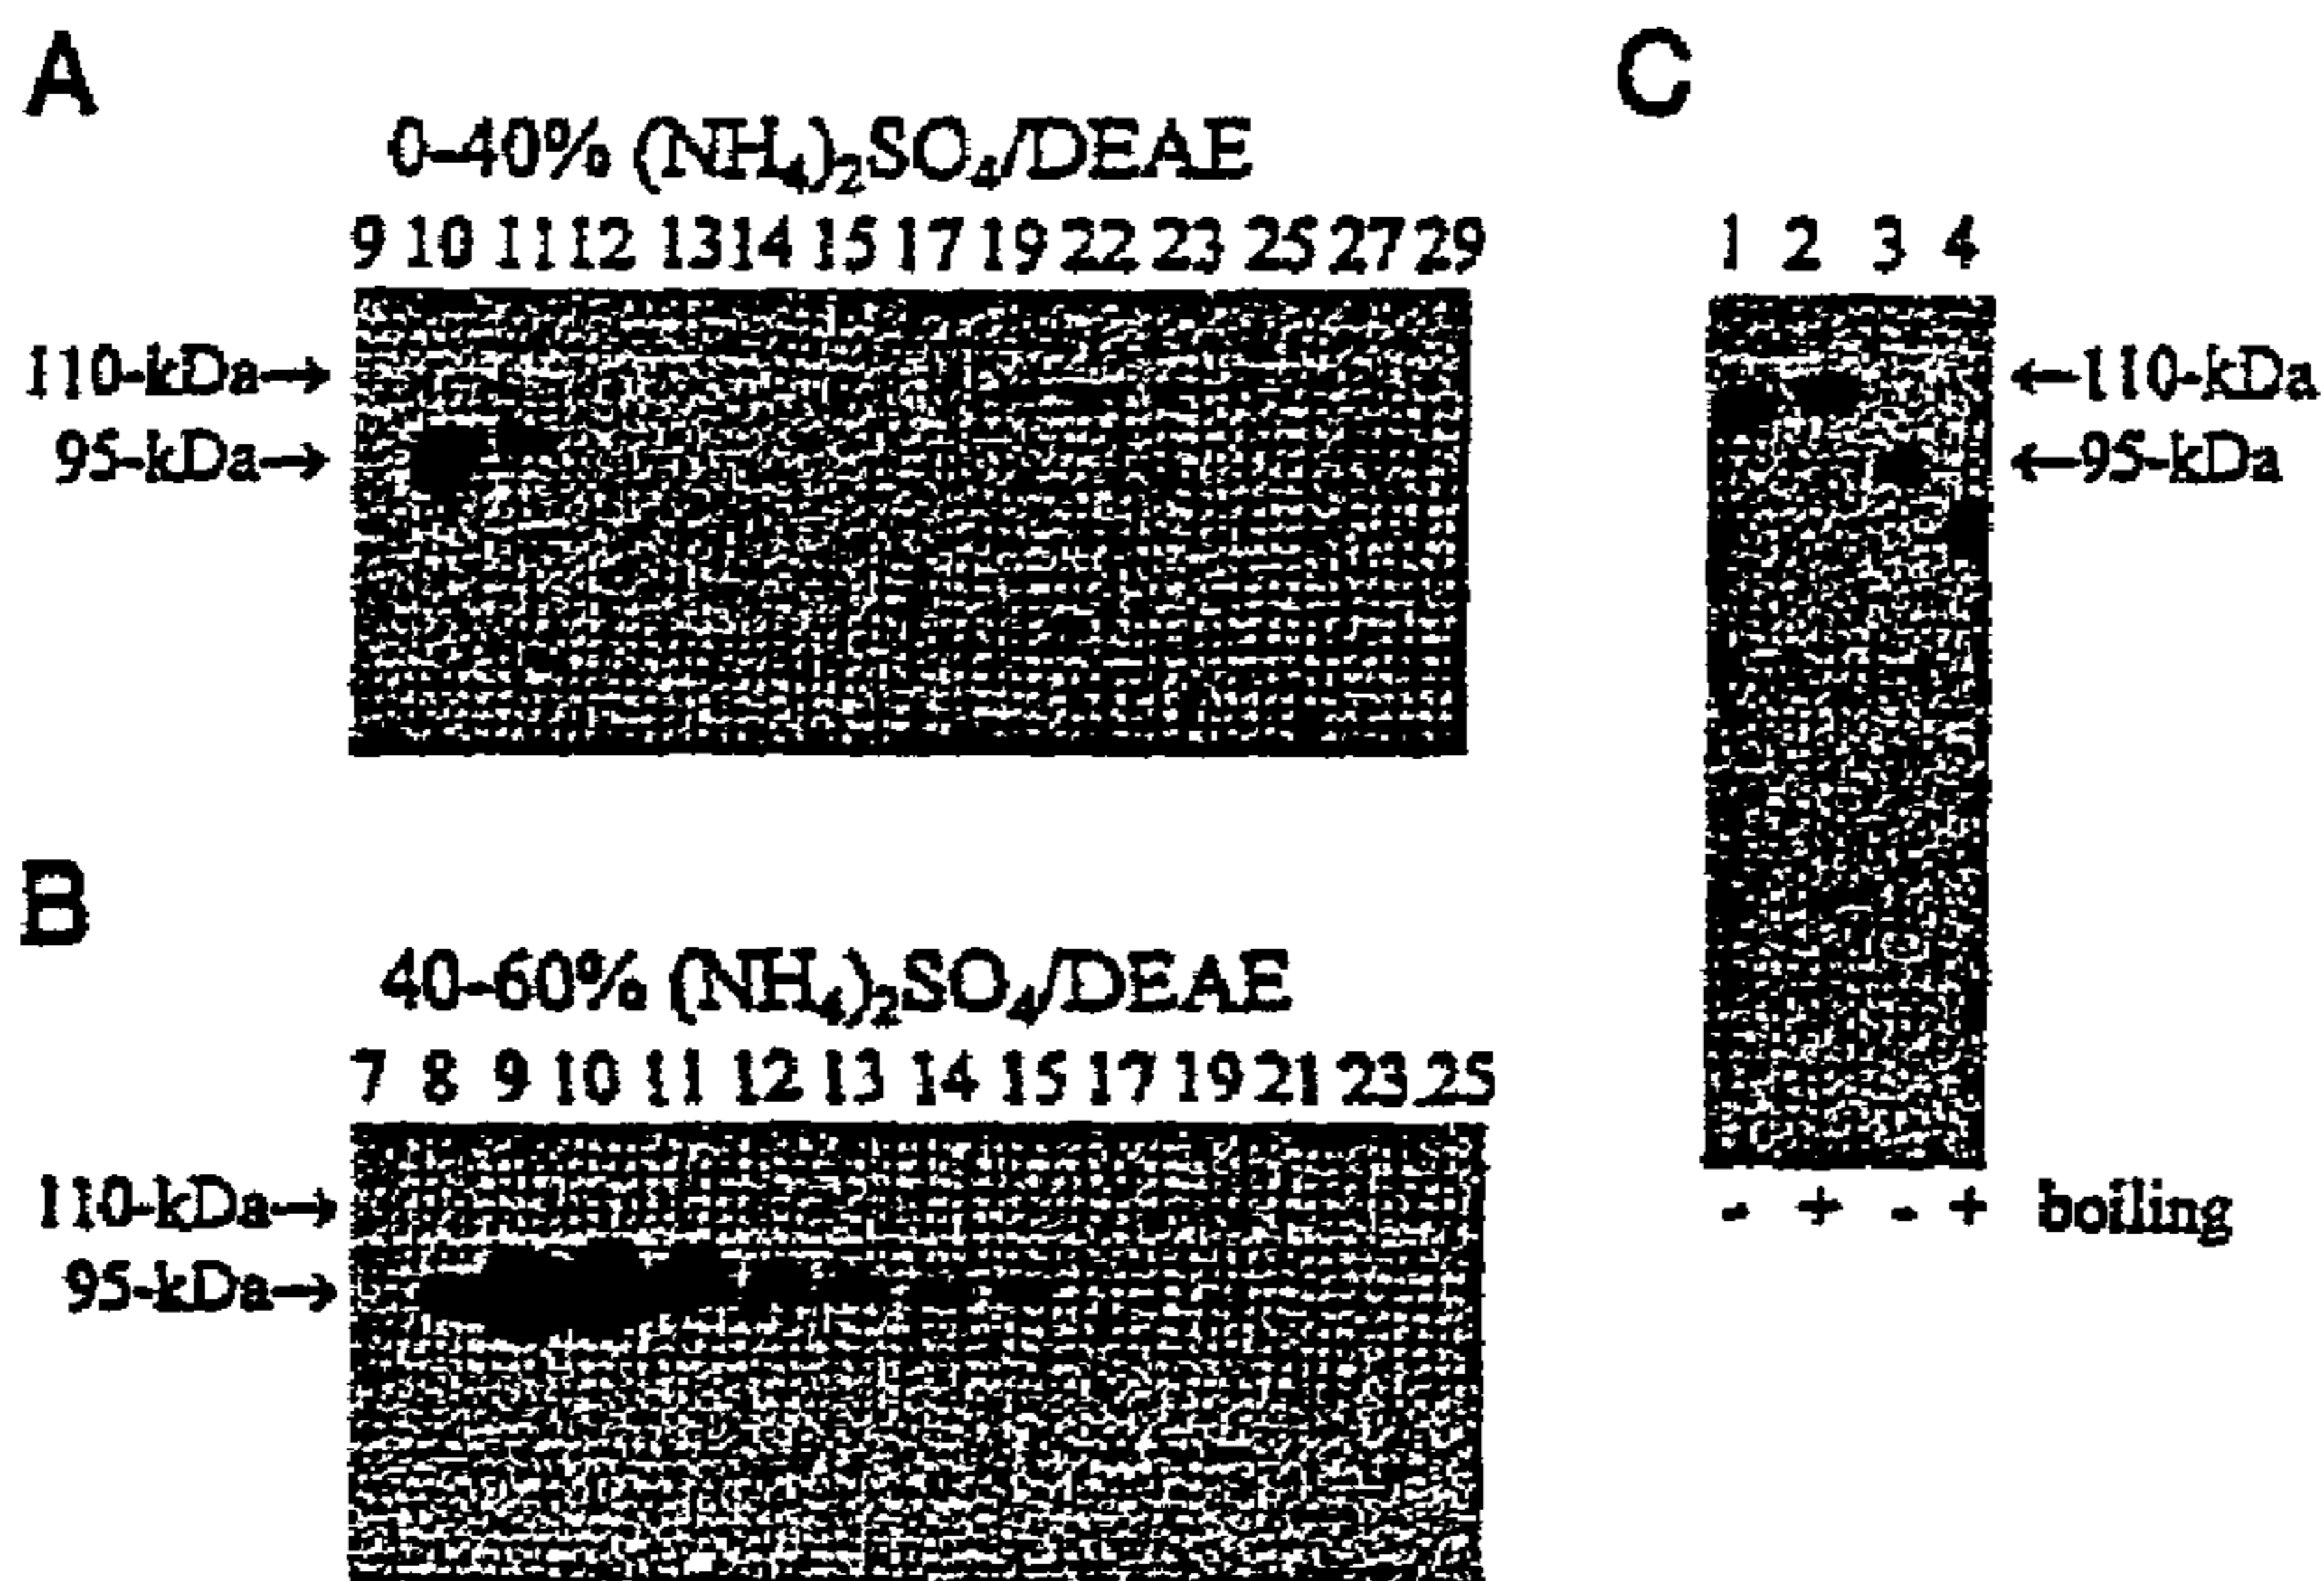 A
0-40% (NH₄)₂SO₄/DEAE
9 10 11 12 13 14 15 17 19 22 23 25 27 29
110-kDa→
95-kDa→
B
40-60% (NH₄)₂SO₄/DEAE
7 8 9 10 11 12 13 14 15 17 19 21 23 25
110-kDa→
95-kDa→
C
1 2 3 4
←110-kDa
←95-kDa
- + - + boiling